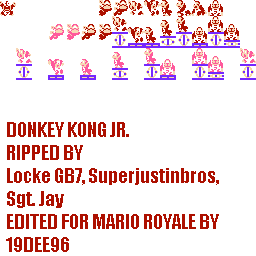 DONKEY KONG JR.
RIPPED BY
Locke GB7, Superjustinbros,
Sgt. Jay
EDITED FOR MARIO ROYALE BY
19DEE96